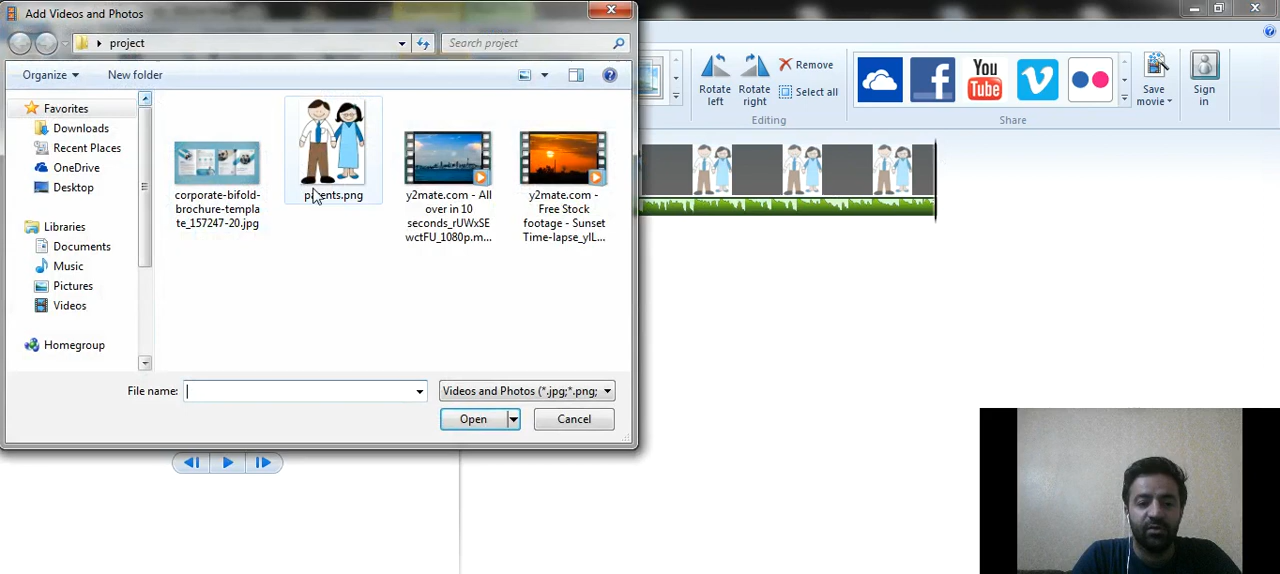 Add Videos and Photos
project
Search project
Organize
New folder
Favorites
Downloads
Recent Places
OneDrive
Desktop
Libraries
Documents
Music
Pictures
Videos
Homegroup
corporate-bifold-
brochure-templa
te_157247-20.jpg
parents.png
y2mate.com - All
over in 10
seconds_rUWxSE
wctFU_1080p.m...
y2mate.com -
Free Stock
footage - Sunset
Time-lapse_yIL...
File name:
Videos and Photos (*.jpg;*.png;
Open
Cancel
Rotate
left
Rotate
right
Remove
Select all
Editing
f
You
Tube
Share
Save
movie
Sign
in